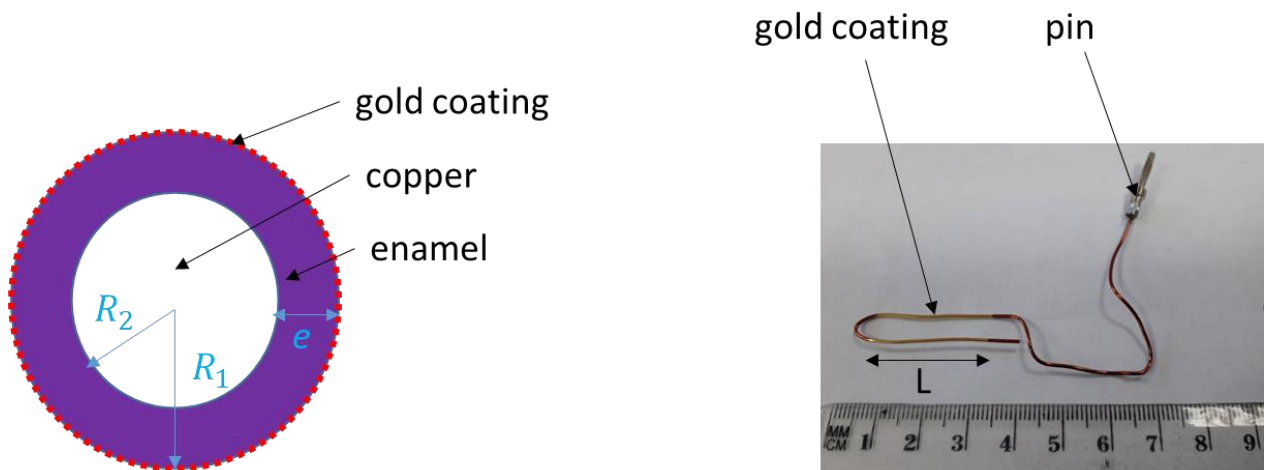 gold coating
copper
enamel
R₂
R₁
e
gold coating
pin
L
MM
CM
1 2 3 4 5 6 7 8 9